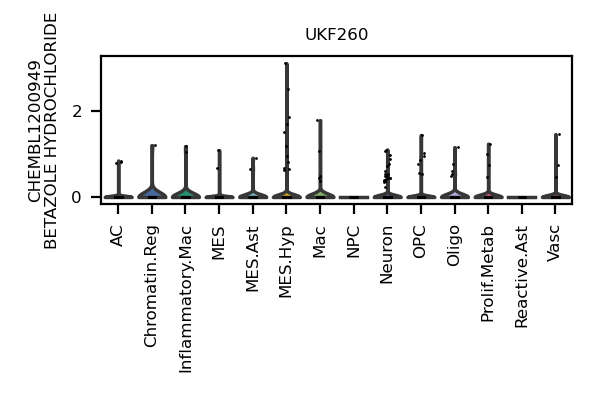 UKF260
CHEMBL1200949
BETAZOLE HYDROCHLORIDE
2
0
AC
Chromatin.Reg
Inflammatory.Mac
MES
MES.Ast
MES.Hyp
Mac
NPC
Neuron
OPC
Oligo
Prolif.Metab
Reactive.Ast
Vasc